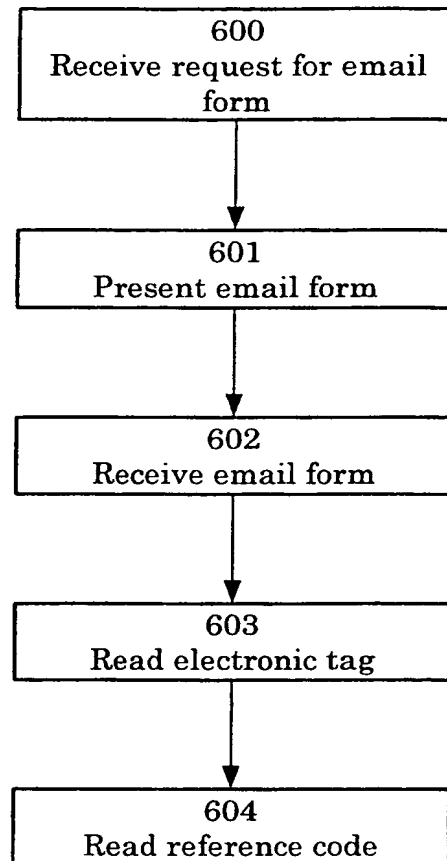 600
Receive request for email
form
601
Present email form
602
Receive email form
603
Read electronic tag
604
Read reference code